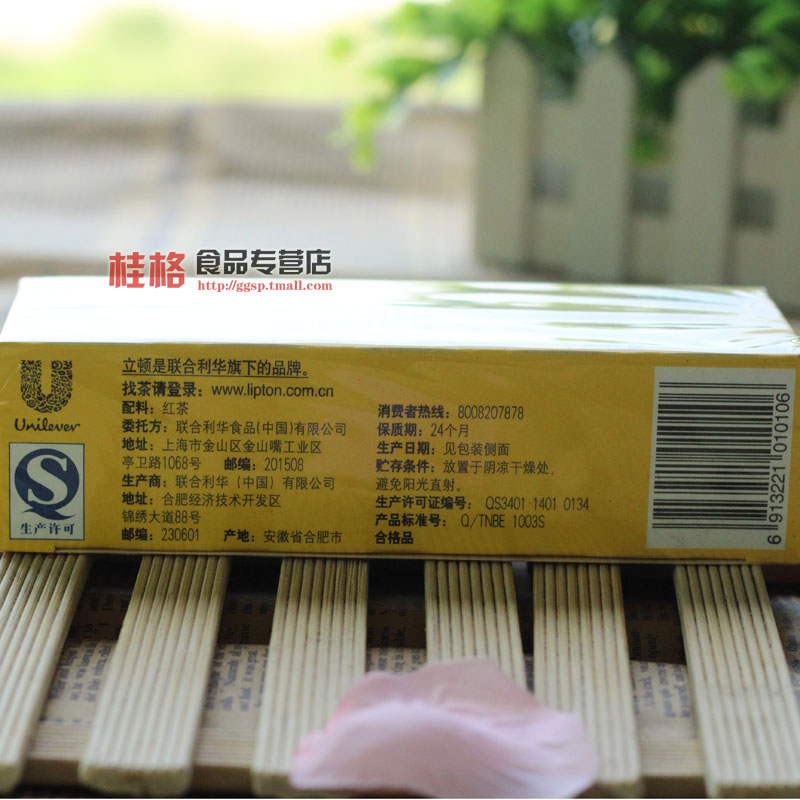 桂格 食品专营店
http://ggsp.tmall.com
Unilever
QS
生产许可
立顿是联合利华旗下的品牌。
找茶请登录：www.lipton.com.cn
配料：红茶
委托方：联合利华食品(中国)有限公司
地址：上海市金山区金山嘴工业区
亭卫路1068号 邮编：201508
生产商：联合利华（中国）有限公司
地址：合肥经济技术开发区
锦绣大道88号
邮编：230601 产地：安徽省合肥市
消费者热线：8008207878
保质期：24个月
生产日期：见包装侧面
贮存条件：放置于阴凉干燥处，
避免阳光直射。
生产许可证编号：QS3401 1401 0134
产品标准号：Q/TNBE 1003S
合格品
6 913221 010106